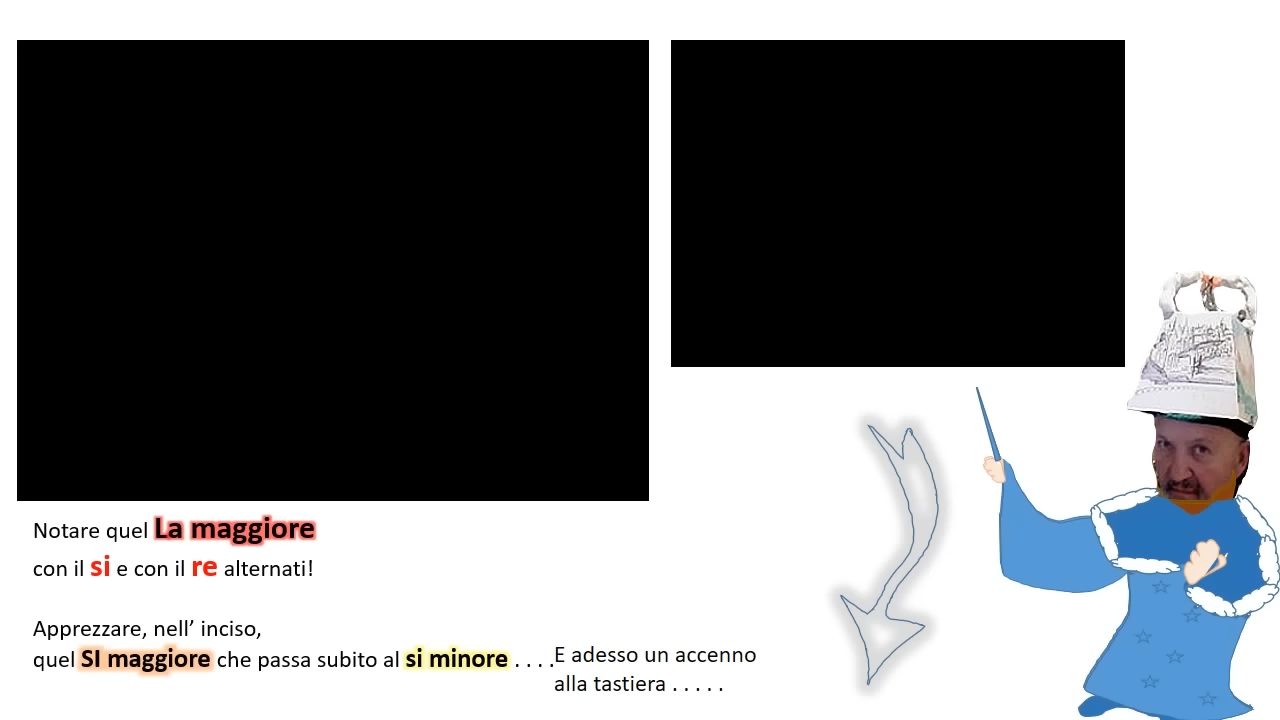 Notare quel La maggiore
con il si e con il re alternati!
Apprezzare, nell’ inciso,
quel SI maggiore che passa subito al si minore . . . .
E adesso un accenno
alla tastiera . . . . .